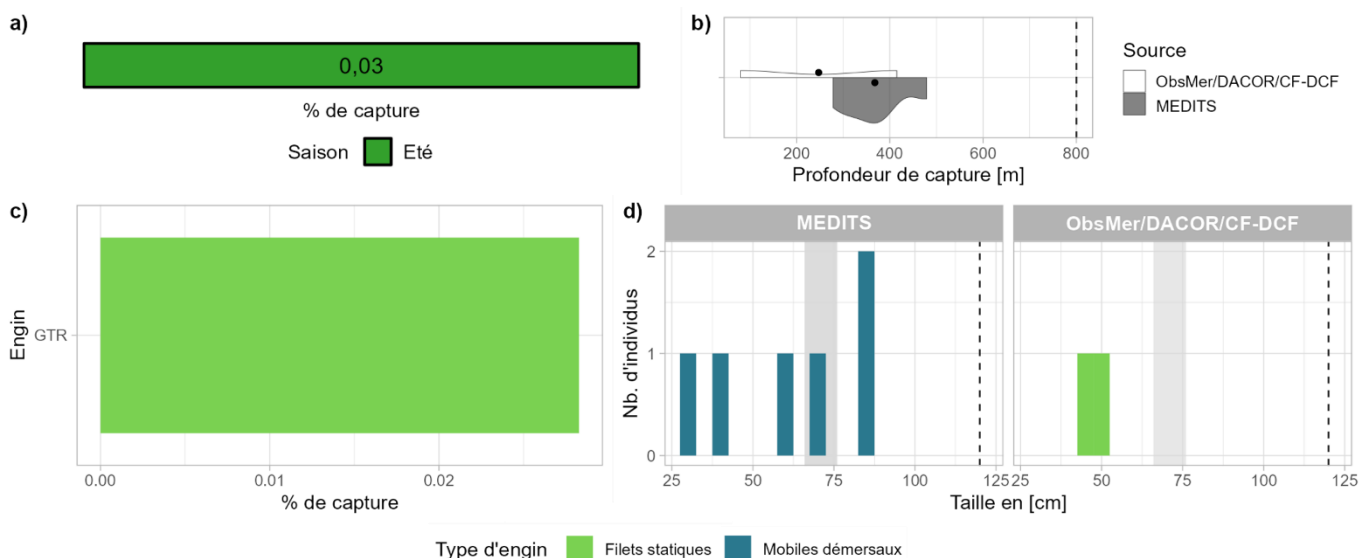 a)
0,03
% de capture
Saison Eté
b)
200 400 600 800
Profondeur de capture [m]
Source
ObsMer/DACOR/CF-DCF
MEDITS
c)
Engin
GTR
0.00 0.01 0.02
% de capture
d)
MEDITS ObsMer/DACOR/CF-DCF
Nb. d'individus
2
1
0
25 50 75 100 125 25 50 75 100 125
Taille en [cm]
Type d'engin Filets statiques Mobiles démersaux